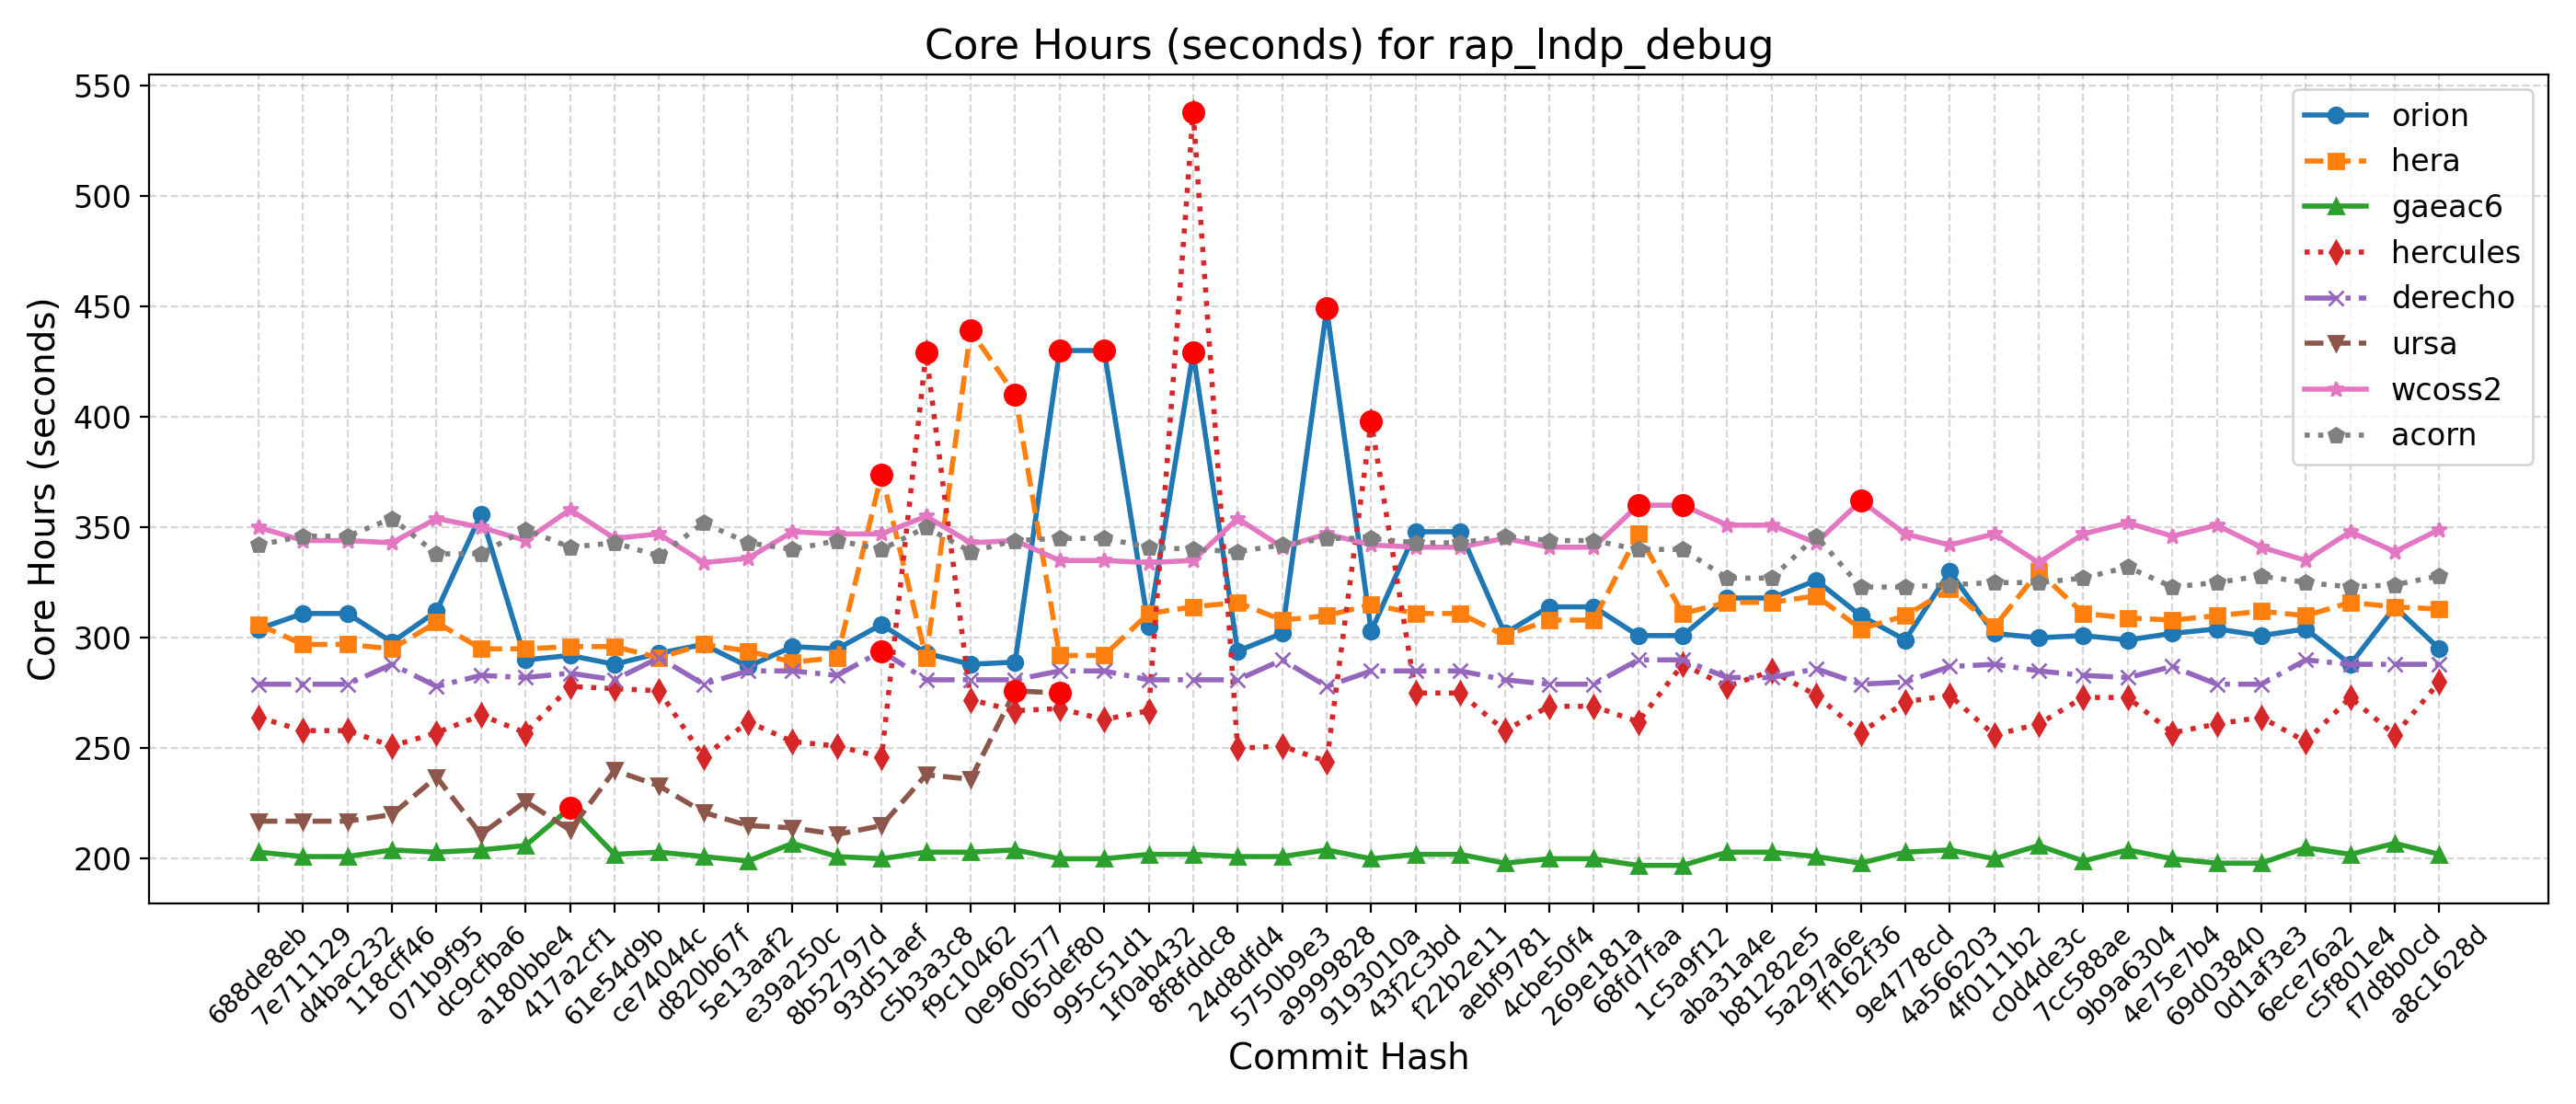 Core Hours (seconds) for rap_lndp_debug
Core Hours (seconds)
550
500
450
400
350
300
250
200
orion
hera
gaeac6
hercules
derecho
ursa
wcoss2
acorn
688de8eb
7e711129
d4bac232
118cff46
071b9f95
dc9cfba6
a180bbe4
417a2cf1
61e54d9b
ce74044c
d820b67f
5e13aaf2
e39a250c
8b52797d
93d51aef
c5b3a3c8
f9c10462
0e960577
065def80
995c51d1
1f0ab432
8f8fddc8
24d8dfd4
5750b9e3
a9999828
9193010a
43f2c3bd
f22b2e11
aebf9781
4cbe50f4
269e181a
68fd7faa
1c5a9f12
aba31a4e
b81282e5
5a297a6e
ff162f36
9e4778cd
4a566203
4f0111b2
c0d4de3c
7cc588ae
9b9a6304
4e75e7b4
69d03840
0d1af3e3
6ece76a2
c5f801e4
f7d8b0cd
a8c1628d
Commit Hash